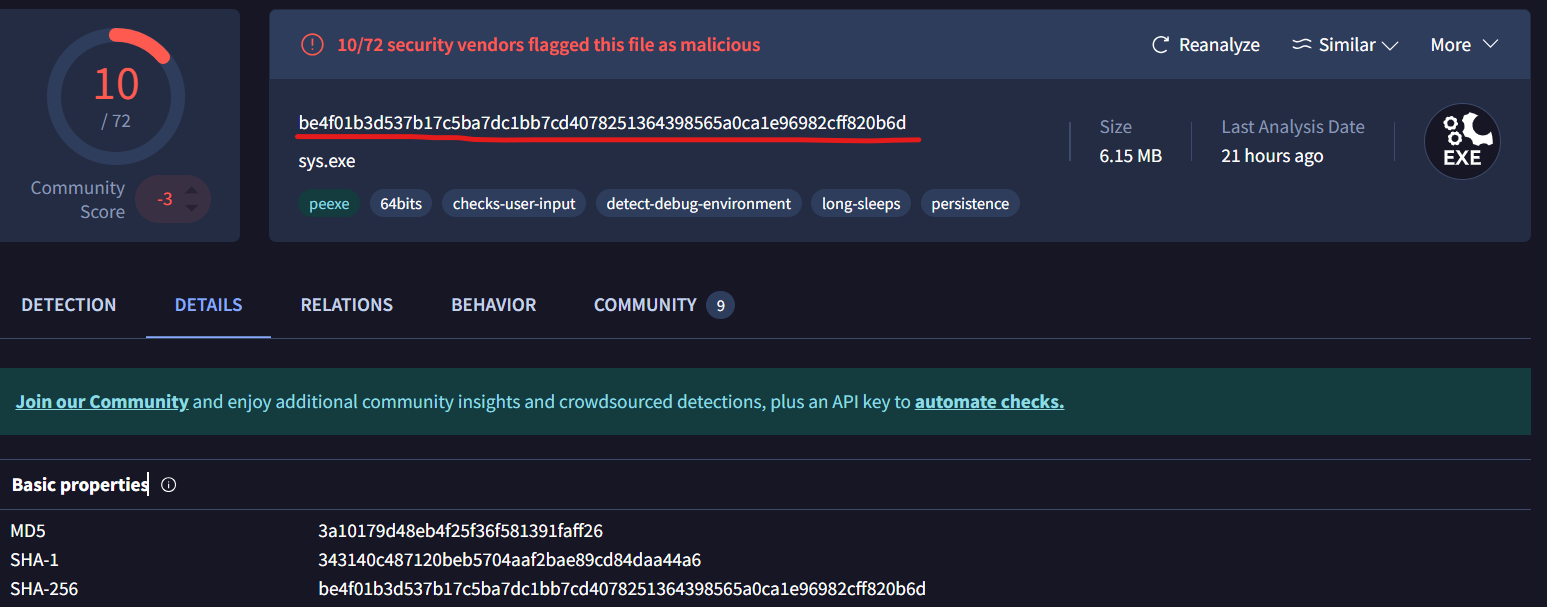 10
/ 72
Community
Score
-3
10/72 security vendors flagged this file as malicious
Reanalyze
Similar
More
be4f01b3d537b17c5ba7dc1bb7cd4078251364398565a0ca1e96982cff820b6d
sys.exe
peexe 64bits checks-user-input detect-debug-environment long-sleeps persistence
Size
6.15 MB
Last Analysis Date
21 hours ago
EXE
DETECTION DETAILS RELATIONS BEHAVIOR COMMUNITY 9
Join our Community and enjoy additional community insights and crowdsourced detections, plus an API key to automate checks.
Basic properties
MD5 3a10179d48eb4f25f36f581391faff26
SHA-1 343140c487120beb5704aaf2bae89cd84daa44a6
SHA-256 be4f01b3d537b17c5ba7dc1bb7cd4078251364398565a0ca1e96982cff820b6d